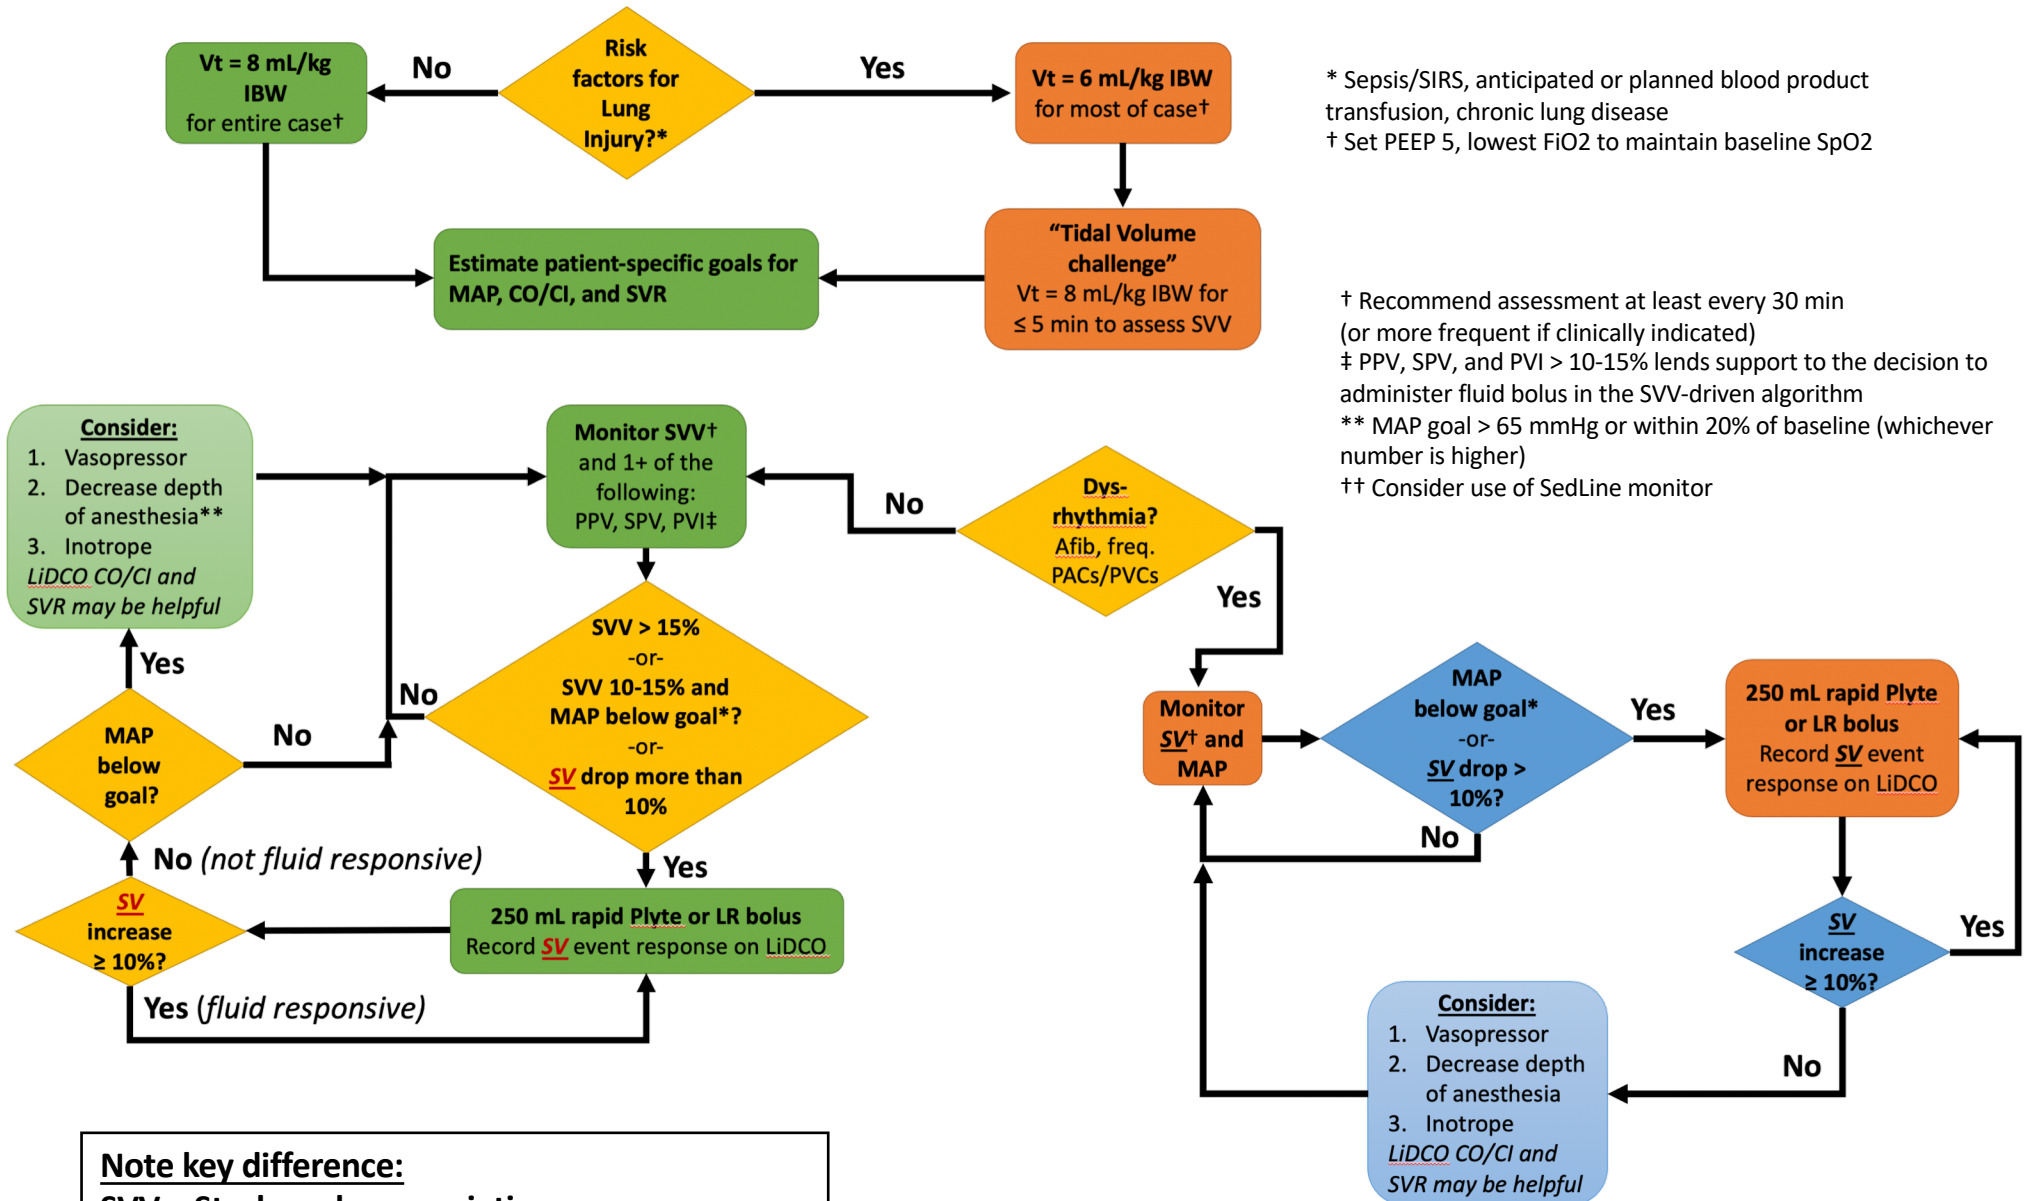 Vt = 8 mL/kg
IBW
for entire case†
No
Risk
factors for
Lung
Injury?*
Yes
Vt = 6 mL/kg IBW
for most of case†
* Sepsis/SIRS, anticipated or planned blood product
transfusion, chronic lung disease
† Set PEEP 5, lowest FiO2 to maintain baseline SpO2
Estimate patient-specific goals for
MAP, CO/CI, and SVR
“Tidal Volume
challenge”
Vt = 8 mL/kg IBW for
≤ 5 min to assess SVV
† Recommend assessment at least every 30 min
(or more frequent if clinically indicated)
‡ PPV, SPV, and PVI > 10-15% lends support to the decision to
administer fluid bolus in the SVV-driven algorithm
** MAP goal > 65 mmHg or within 20% of baseline (whichever
number is higher)
†† Consider use of SedLine monitor
Consider:
1. Vasopressor
2. Decrease depth
of anesthesia**
3. Inotrope
LiDCO CO/CI and
SVR may be helpful
Monitor SVV†
and 1+ of the
following:
PPV, SPV, PVI‡
No
Dys-
rhythmia?
Afib, freq.
PACs/PVCs
Yes
Yes
MAP
below
goal?
No
No
SVV > 15%
-or-
SVV 10-15% and
MAP below goal*?
-or-
SV drop more than
10%
Yes
No (not fluid responsive)
SV
increase
≥ 10%?
Yes (fluid responsive)
250 mL rapid Plyte or LR bolus
Record SV event response on LiDCO
Monitor
SV† and
MAP
MAP
below goal*
-or-
SV drop >
10%?
No
Yes
250 mL rapid Plyte
or LR bolus
Record SV event
response on LiDCO
SV
increase
≥ 10%?
Yes
No
Consider:
1. Vasopressor
2. Decrease depth
of anesthesia
3. Inotrope
LiDCO CO/CI and
SVR may be helpful
Note key difference: